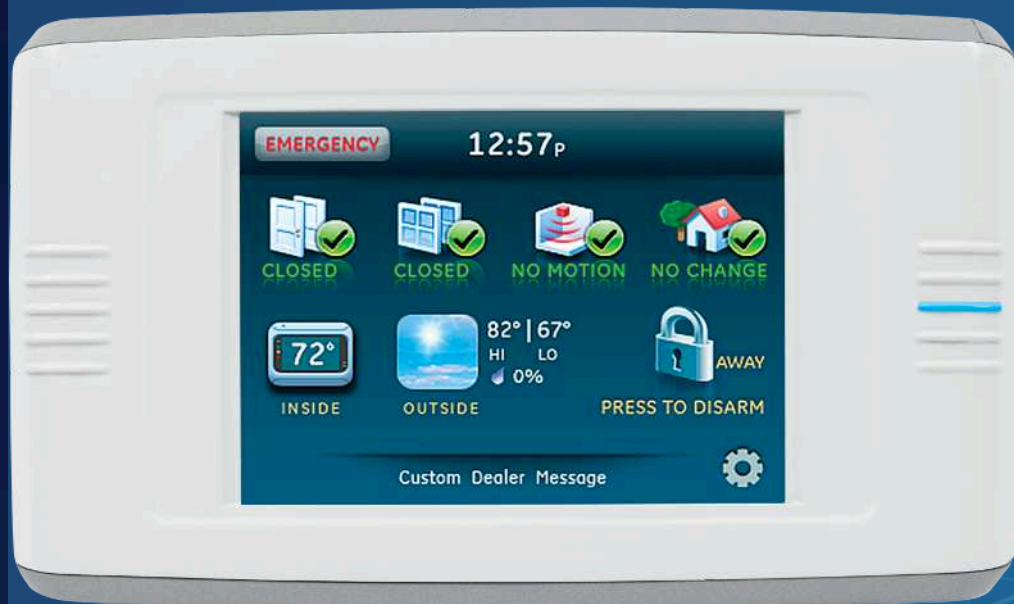 EMERGENCY
12:57P
CLOSED
CLOSED
NO MOTION
NO CHANGE
72°
82° | 67°
HI LO
0%
AWAY
INSIDE
OUTSIDE
PRESS TO DISARM
Custom Dealer Message